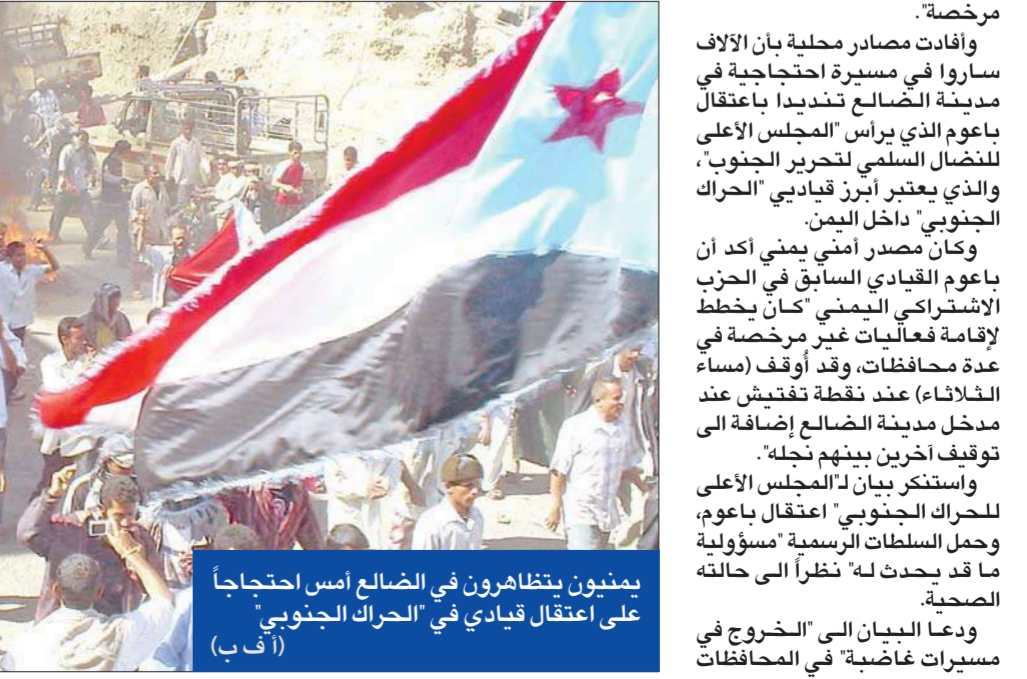 مرخصة".
وأفادت مصادر محلية بأن الآلاف
ساروا في مسيرة احتجاجية في
مدينة الضالع تنديدا باعتقال
باعوم الذي يرأس "المجلس الأعلى
للنضال السلمي لتحرير الجنوب"،
والذي يعتبر أبرز قياديي "الحراك
الجنوبي" داخل اليمن.
وكان مصدر أمني يمني أكد أن
باعوم القيادي السابق في الحزب
الاشتراكي اليمني "كان يخطط
لإقامة فعاليات غير مرخصة في
عدة محافظات، وقد أُوقف (مساء
الثلاثاء) عند نقطة تفتيش عند
مدخل مدينة الضالع إضافة الى
توقيف آخرين بينهم نجله".
واستنكر بيان لـ"المجلس الأعلى
للحراك الجنوبي" اعتقال باعوم،
وحمل السلطات الرسمية "مسؤولية
ما قد يحدث له" نظراً الى حالته
الصحية.
ودعا البيان الى "الخروج في
مسيرات غاضبة" في المحافظات
يمنيون يتظاهرون في الضالع أمس احتجاجاً
على اعتقال قيادي في "الحراك الجنوبي"
(أ ف ب)